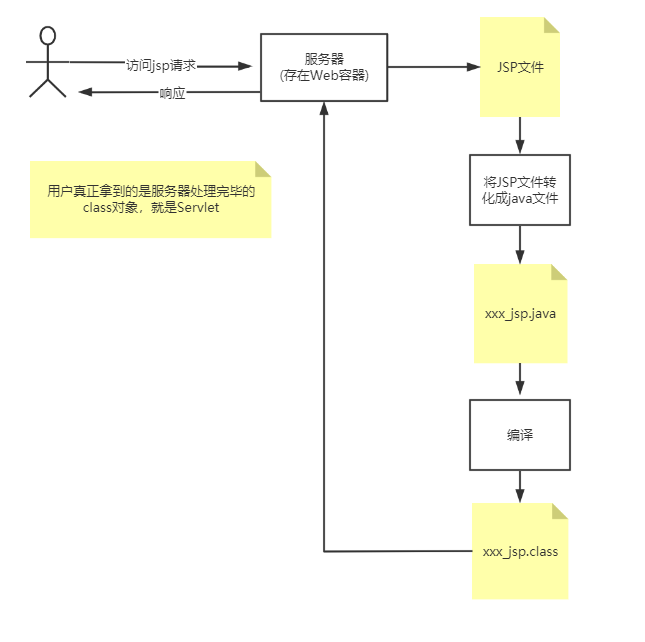 访问jsp请求
响应
服务器
(存在Web容器)
JSP文件
将JSP文件转
化成java文件
xxx_jsp.java
编译
xxx_jsp.class
用户真正拿到的是服务器处理完毕的
class对象，就是Servlet